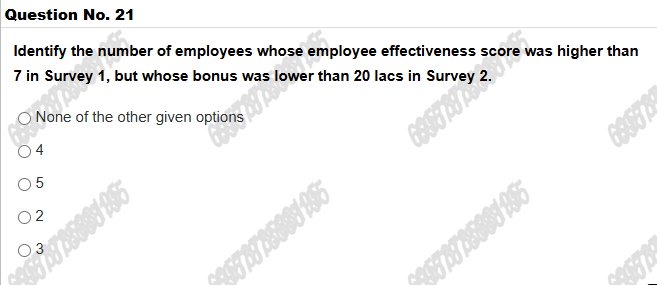 Question No. 21
Identify the number of employees whose employee effectiveness score was higher than
7 in Survey 1, but whose bonus was lower than 20 lacs in Survey 2.
None of the other given options
4
5
2
3